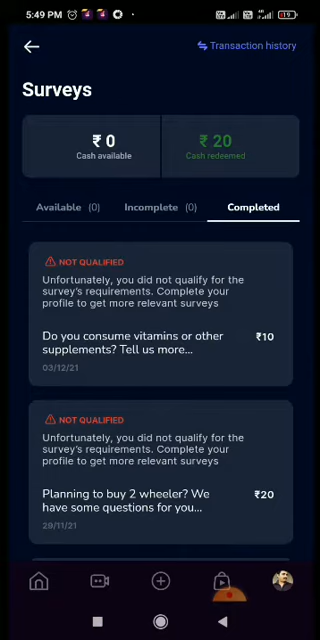 5:49 PM
Transaction history
Surveys
₹ 0
Cash available
₹ 20
Cash redeemed
Available (0)
Incomplete (0)
Completed
NOT QUALIFIED
Unfortunately, you did not qualify for the
survey's requirements. Complete your
profile to get more relevant surveys
Do you consume vitamins or other
supplements? Tell us more...
₹10
03/12/21
NOT QUALIFIED
Unfortunately, you did not qualify for the
survey's requirements. Complete your
profile to get more relevant surveys
Planning to buy 2 wheeler? We
have some questions for you...
₹20
29/11/21